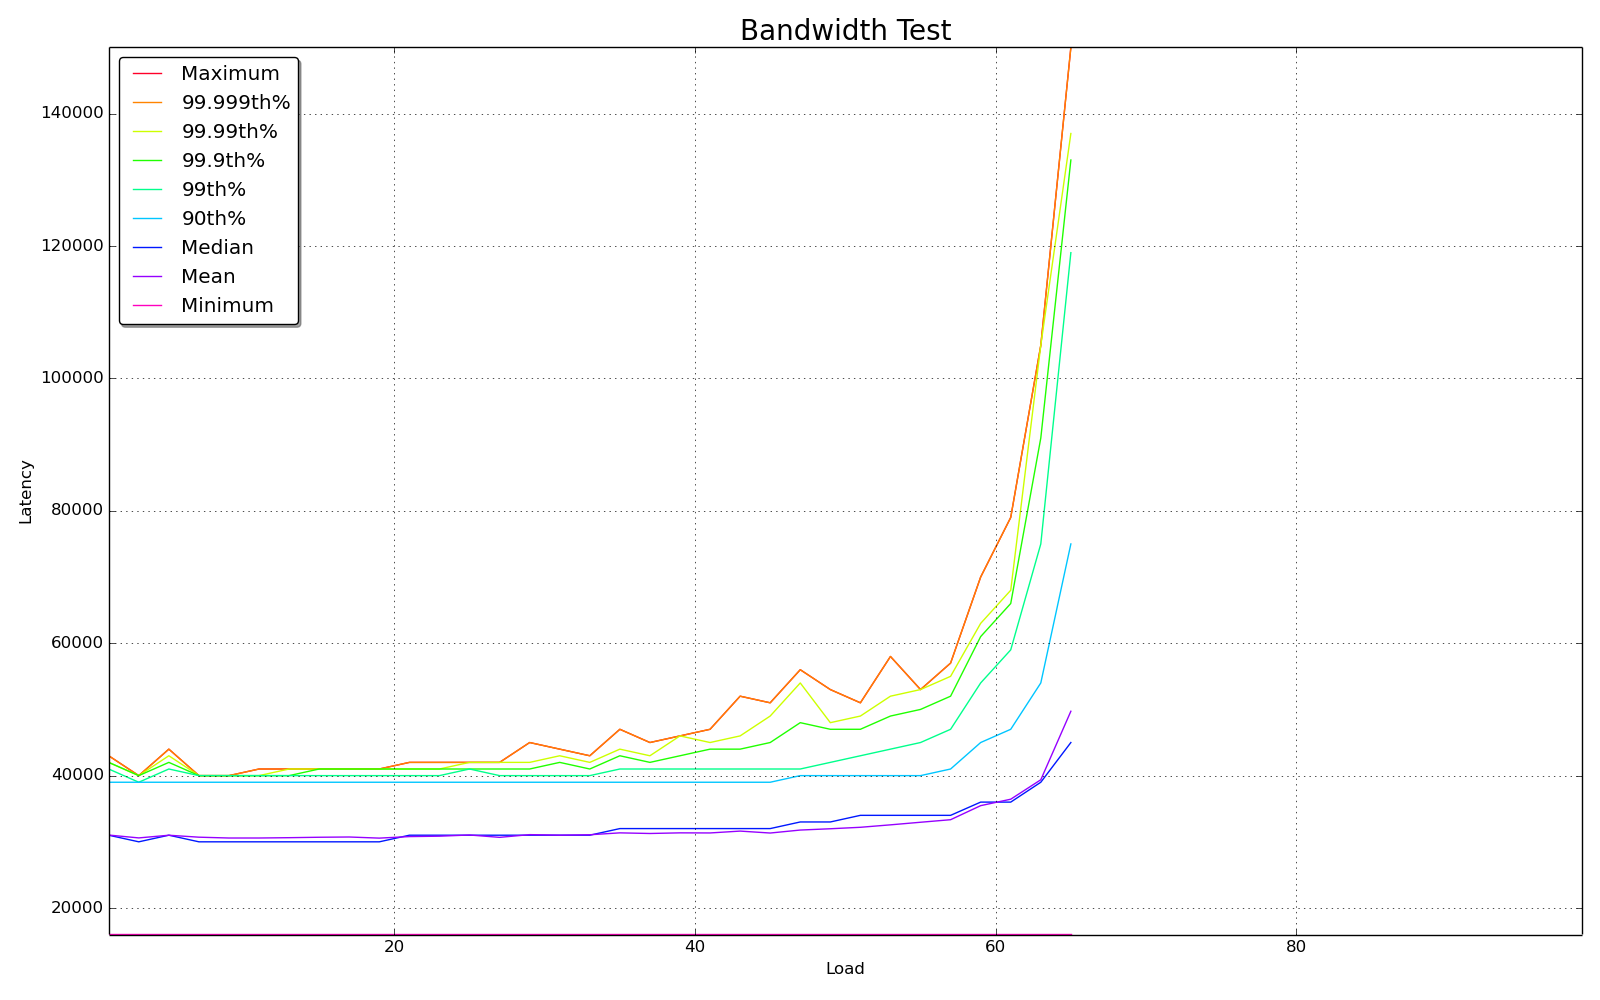 Bandwidth Test
Maximum
99.999th%
99.99th%
99.9th%
99th%
90th%
Median
Mean
Minimum
140000
120000
100000
80000
60000
40000
20000
Latency
20 40 60 80
Load